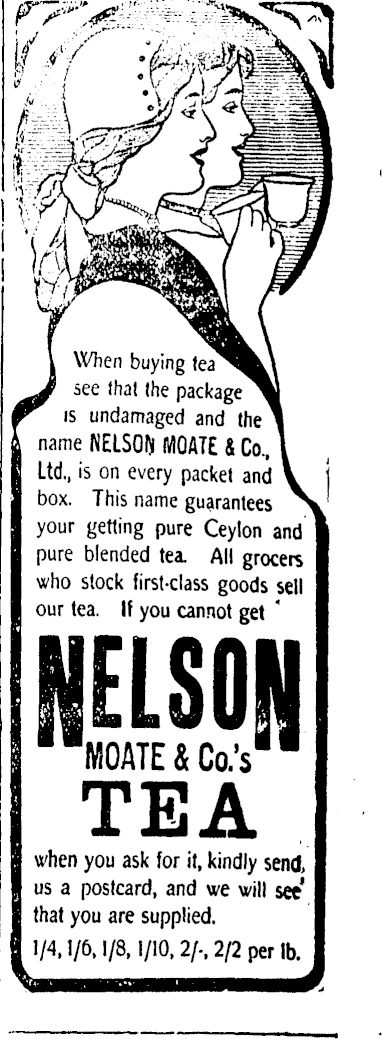 When buying tea
see that the package
is undamaged and the
name NELSON MOATE & Co.,
Ltd., is on every packet and
box. This name guarantees
your getting pure Ceylon and
pure blended tea. All grocers
who stock first-class goods sell
our tea. If you cannot get
NELSON
MOATE & Co.'s
TEA
when you ask for it, kindly send
us a postcard, and we will see
that you are supplied.
1/4, 1/6, 1/8, 1/10, 2/-, 2/2 per lb.